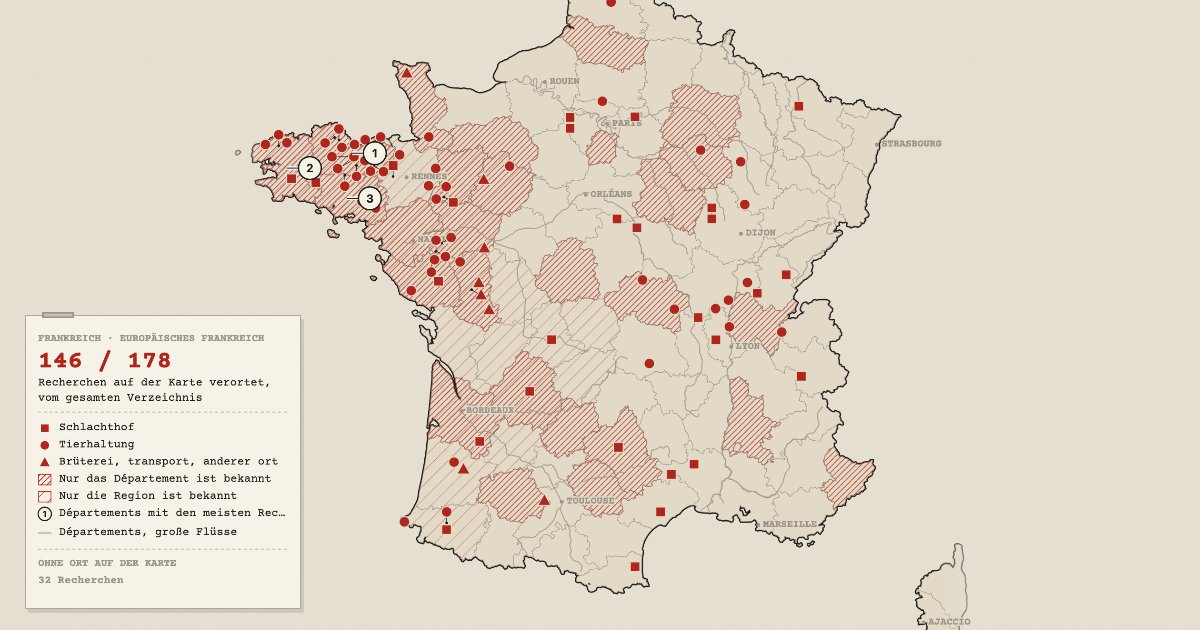 ROUEN
PARIS
STRASBOURG
1
2
RENNES
3
ORLÉANS
DIJON
LYON
BORDEAUX
TOULOUSE
MARSEILLE
AJACCIO
FRANKREICH · EUROPÄISCHES FRANKREICH
146 / 178
Recherchen auf der Karte verortet,
vom gesamten Verzeichnis
Schlachthof
Tierhaltung
Brüterei, transport, anderer ort
Nur das Département ist bekannt
Nur die Region ist bekannt
1 Départements mit den meisten Rec…
Départements, große Flüsse
OHNE ORT AUF DER KARTE
32 Recherchen